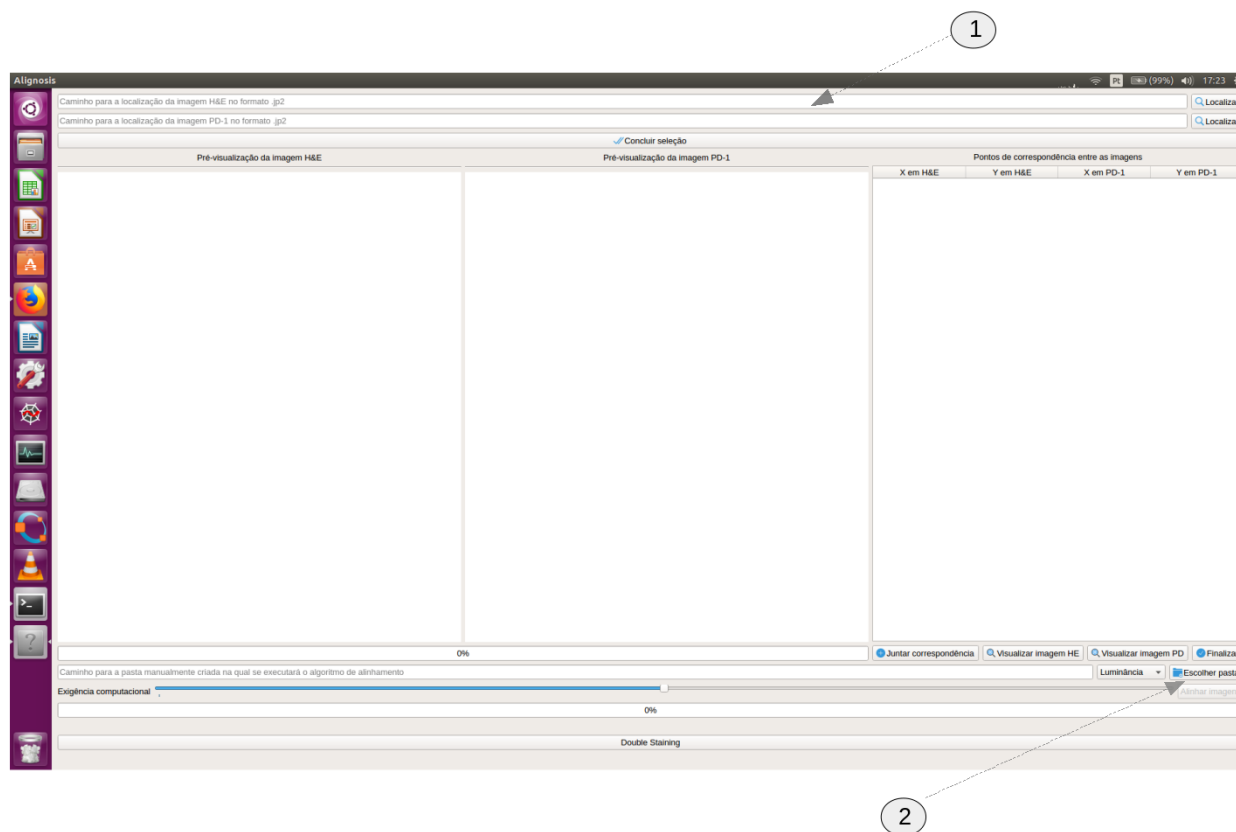 1
Alignosis Pt (99%) 17:23
Caminho para a localização da imagem H&E no formato .jp2 Localiza
Caminho para a localização da imagem PD-1 no formato .jp2 Localiza
Concluir seleção
Pré-visualização da imagem H&E Pré-visualização da imagem PD-1 Pontos de correspondência entre as imagens
X em H&E Y em H&E X em PD-1 Y em PD-1
0% Juntar correspondência Visualizar imagem HE Visualizar imagem PD Finaliza
Caminho para a pasta manualmente criada na qual se executará o algoritmo de alinhamento Luminância Escolher pasta
Exigência computacional Alinhar imagen
0%
Double Staining
2